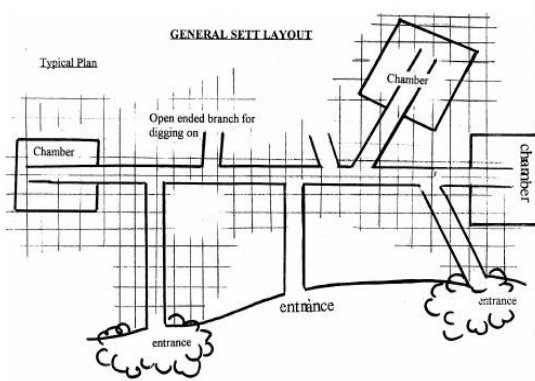 GENERAL SETT LAYOUT
Typical Plan
Chamber
Open ended branch for
digging on
Chamber
chamber
entrance
entrance
entrance